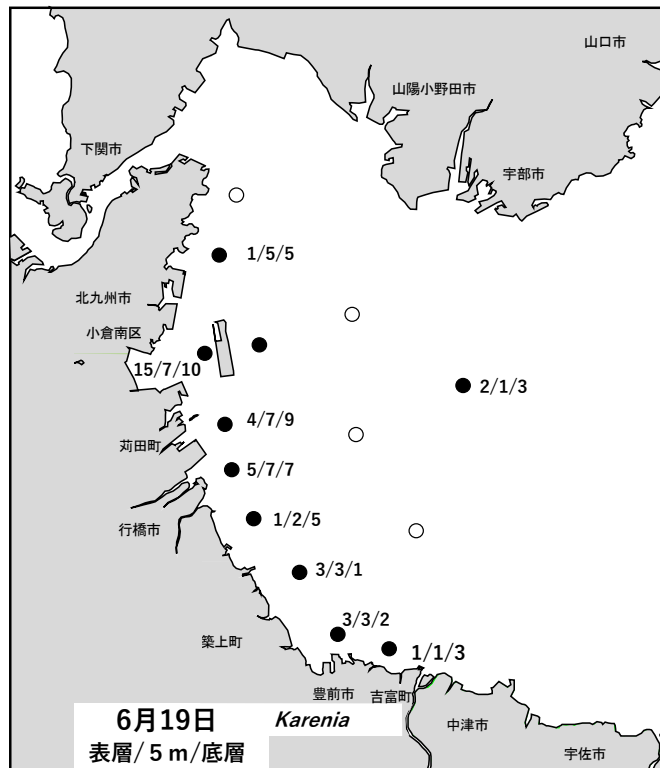 山口市
山陽小野田市
下関市
宇部市
1/5/5
北九州市
小倉南区
15/7/10
2/1/3
4/7/9
苅田町
5/7/7
1/2/5
行橋市
3/3/1
3/3/2
築上町
1/1/3
豊前市
吉富町
6月19日
Karenia
中津市
表層/5m/底層
宇佐市